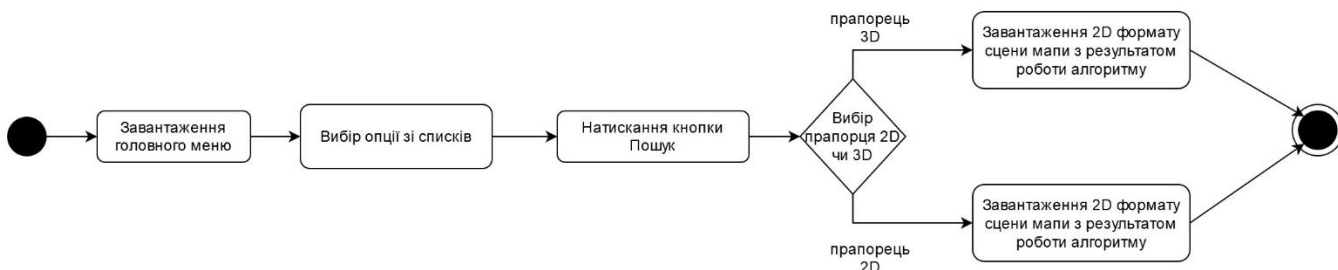 Завантаження
головного меню
Вибір опції зі списків
Натискання кнопки
Пошук
Вибір
прапорця 2D
чи 3D
прапорець
3D
Завантаження 2D формату
сцени мапи з результатом
роботи алгоритму
прапорець
2D
Завантаження 2D формату
сцени мапи з результатом
роботи алгоритму